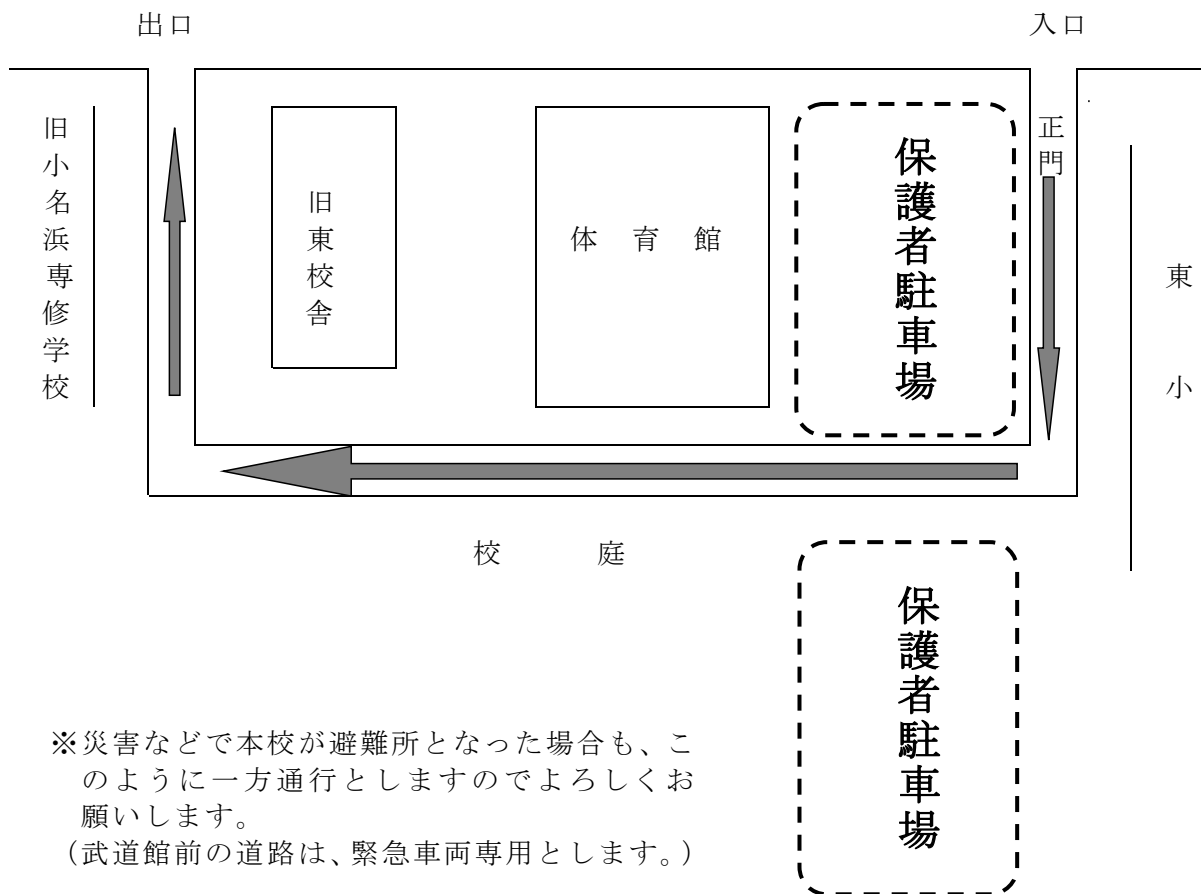 出口
入口
旧小名浜専修学校
旧東校舎
体育館
保護者駐車場
正門
東小
校庭
保護者駐車場
※災害などで本校が避難所となった場合も、こ
のように一方通行としますのでよろしくお
願いします。
（武道館前の道路は、緊急車両専用とします。）